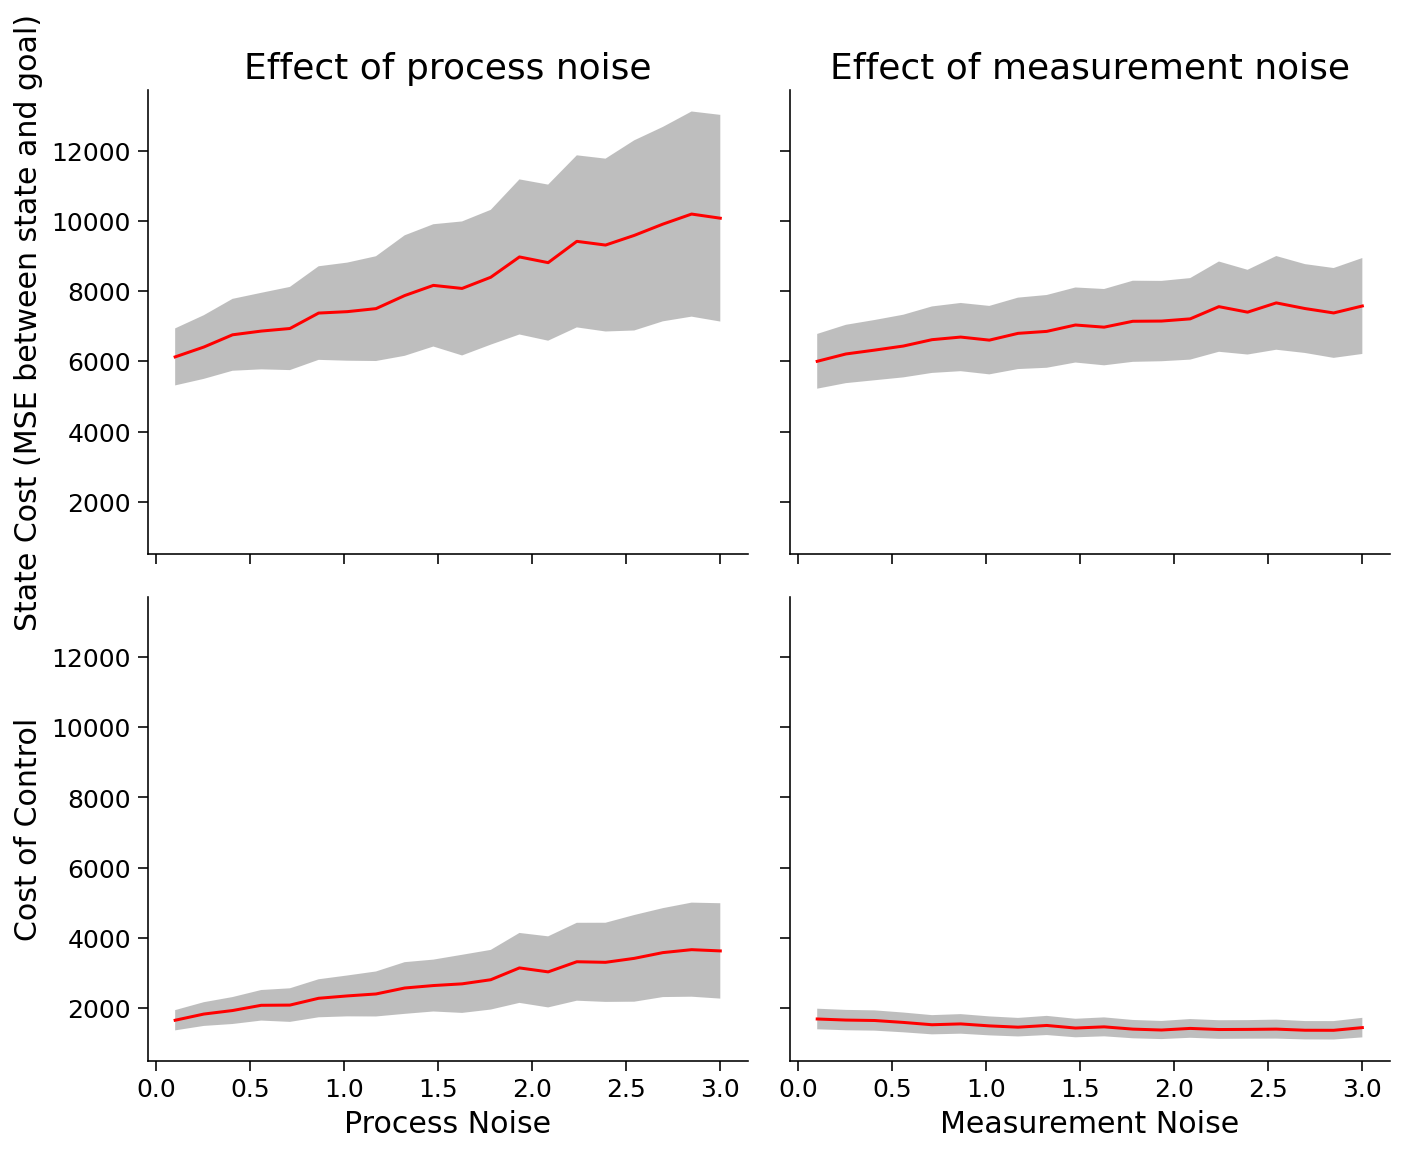 Effect of process noise
Effect of measurement noise
State Cost (MSE between state and goal)
12000
10000
8000
6000
4000
2000
Cost of Control
12000
10000
8000
6000
4000
2000
0.0 0.5 1.0 1.5 2.0 2.5 3.0
0.0 0.5 1.0 1.5 2.0 2.5 3.0
Process Noise
Measurement Noise